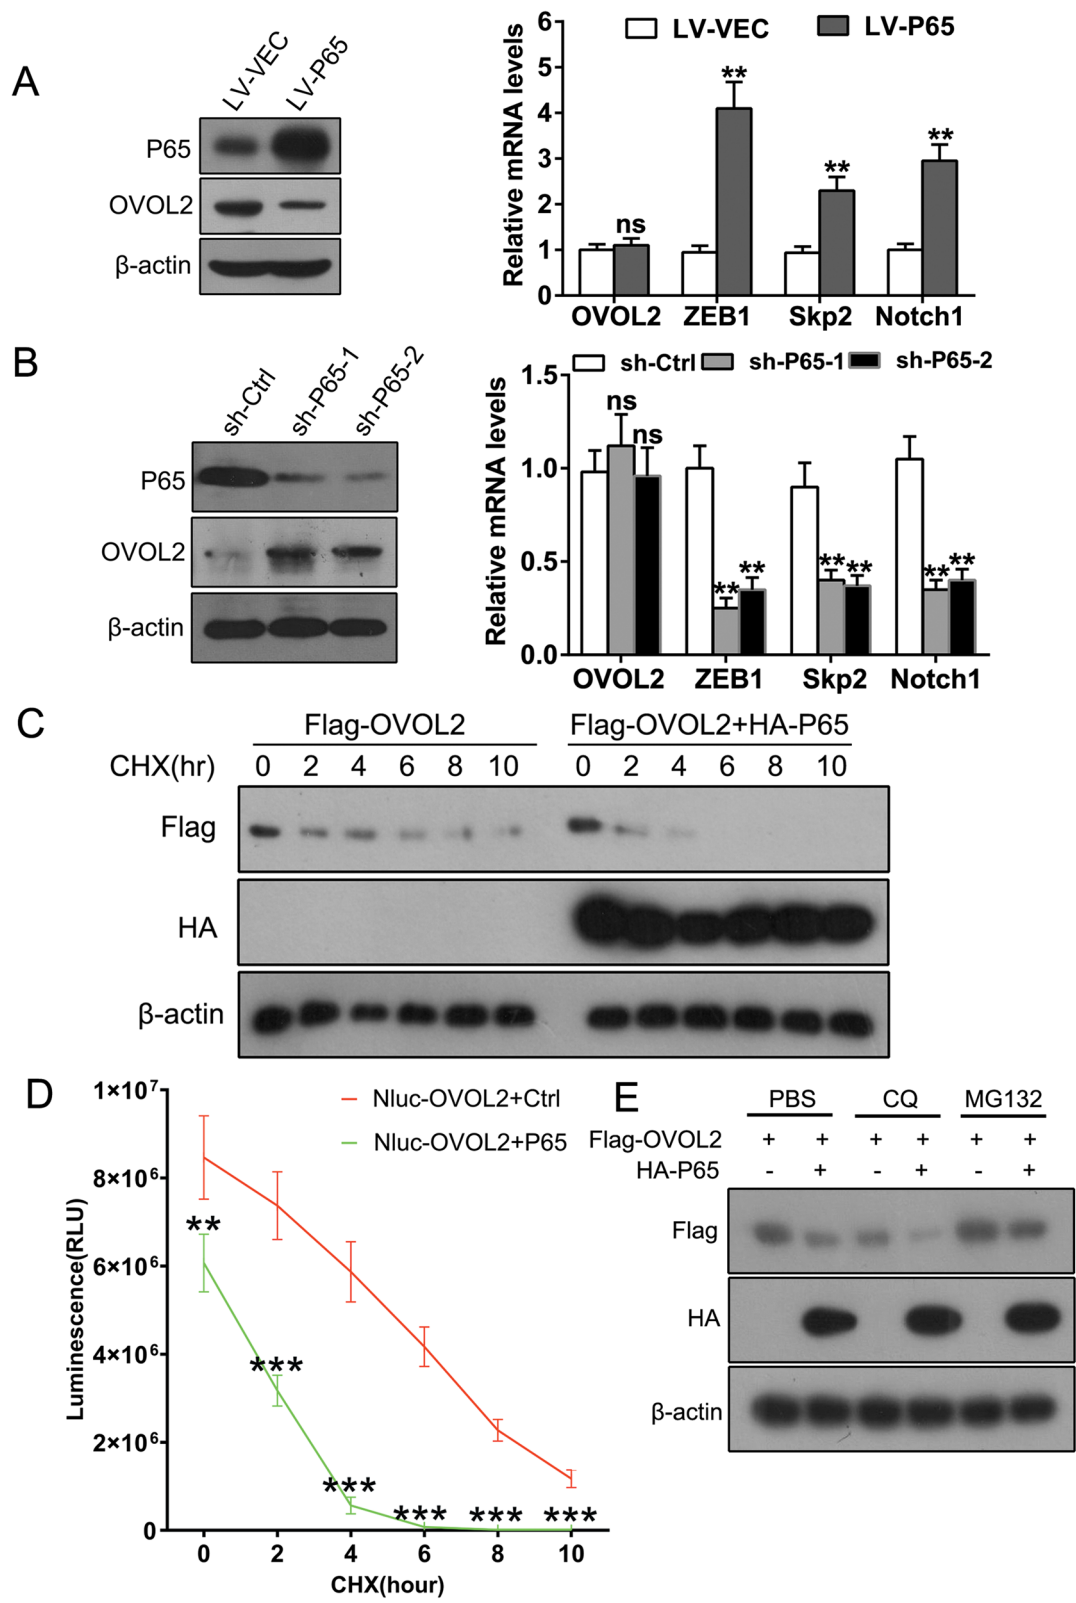 A
LV-VEC LV-P65
P65
OVOL2
β-actin
LV-VEC LV-P65
Relative mRNA levels
6
5
4
3
2
1
0
ns ** ** **
OVOL2 ZEB1 Skp2 Notch1
B
sh-Ctrl sh-P65-1 sh-P65-2
P65
OVOL2
β-actin
sh-Ctrl sh-P65-1 sh-P65-2
Relative mRNA levels
1.5
1.0
0.5
0.0
ns ns ** ** ** ** ** **
OVOL2 ZEB1 Skp2 Notch1
C
Flag-OVOL2 Flag-OVOL2+HA-P65
CHX(hr) 0 2 4 6 8 10 0 2 4 6 8 10
Flag
HA
β-actin
D
Nluc-OVOL2+Ctrl
Nluc-OVOL2+P65
Luminescence(RLU)
1×10⁷
8×10⁶
6×10⁶
4×10⁶
2×10⁶
0
** *** *** *** *** ***
0 2 4 6 8 10
CHX(hour)
E
PBS CQ MG132
Flag-OVOL2 + + + + + +
HA-P65 - + - + - +
Flag
HA
β-actin